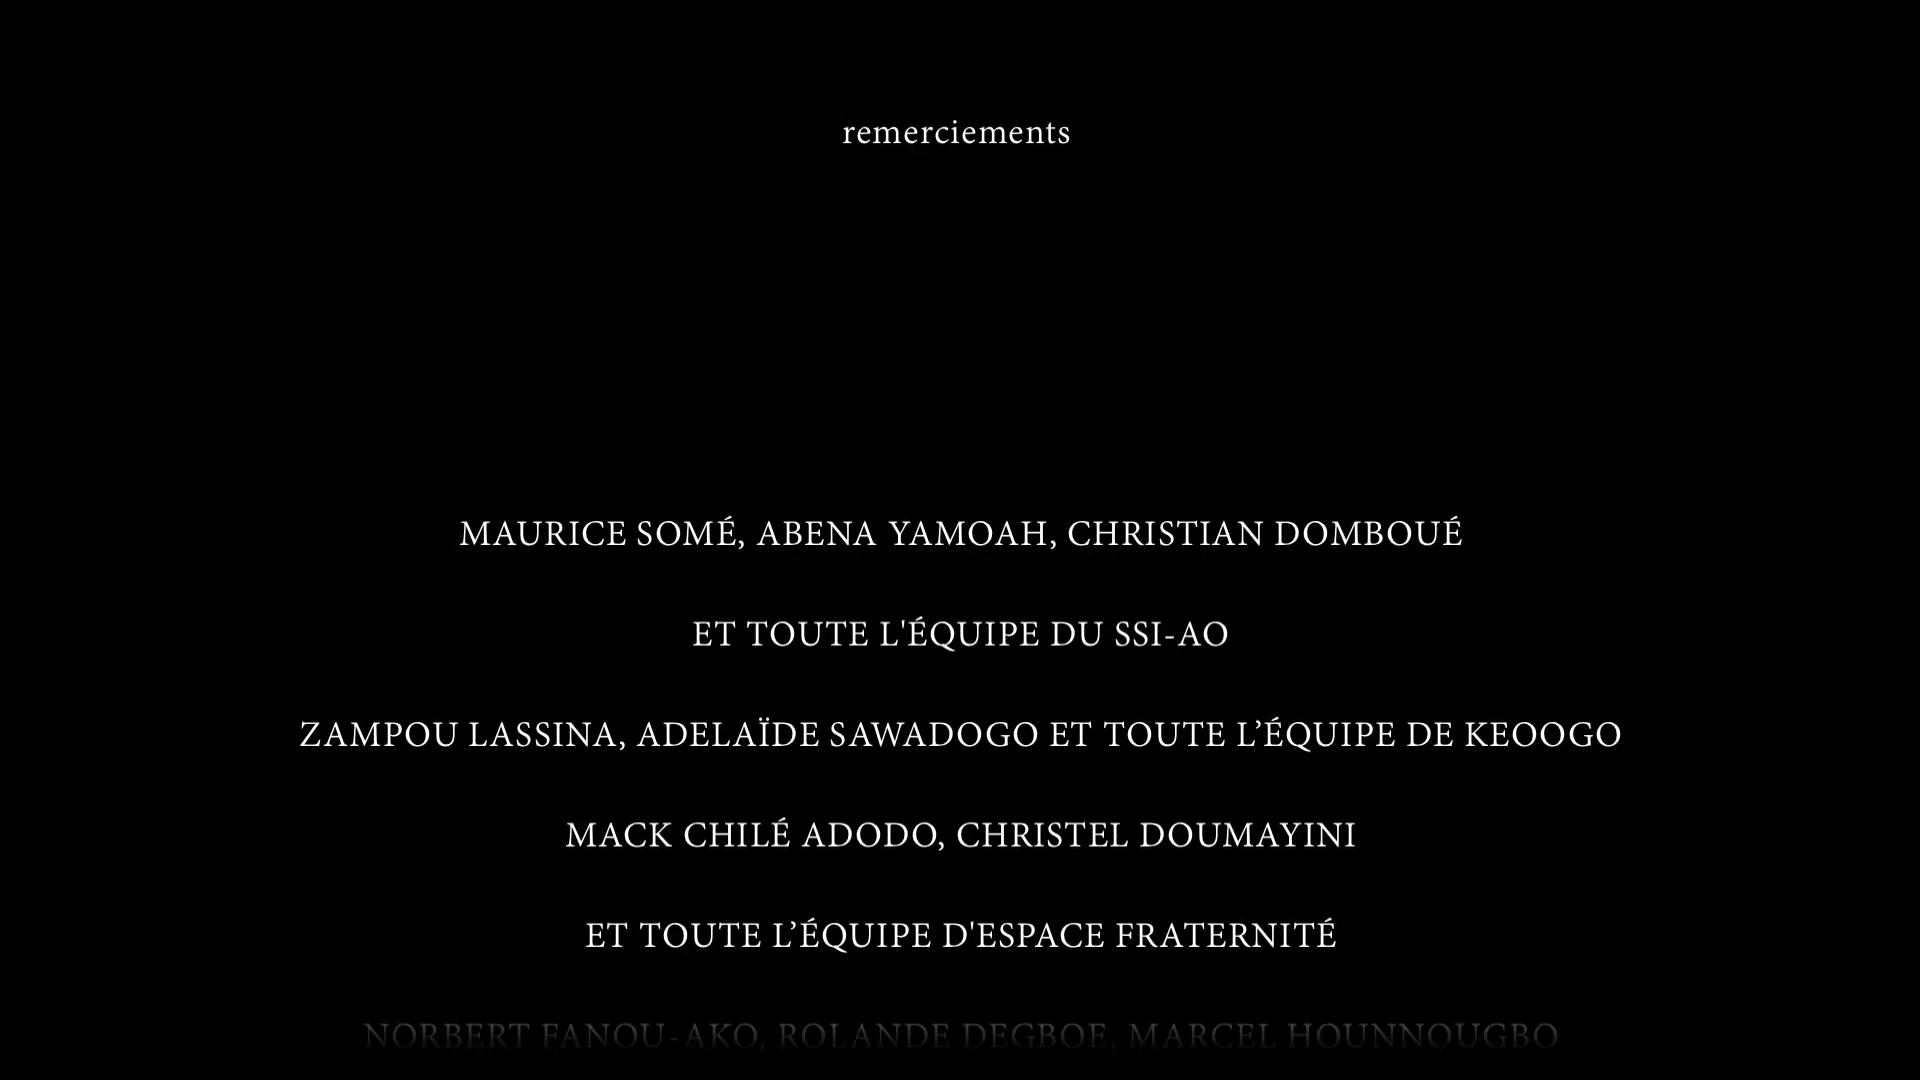 remerciements
MAURICE SOMÉ, ABENA YAMOAH, CHRISTIAN DOMBOUÉ
ET TOUTE L'ÉQUIPE DU SSI-AO
ZAMPOU LASSINA, ADELAÏDE SAWADOGO ET TOUTE L’ÉQUIPE DE KEOOGO
MACK CHILÉ ADODO, CHRISTEL DOUMAYINI
ET TOUTE L’ÉQUIPE D'ESPACE FRATERNITÉ
NORBERT FANOU-AKO, ROLANDE DEGBOE, MARCEL HOUNNOUGBO